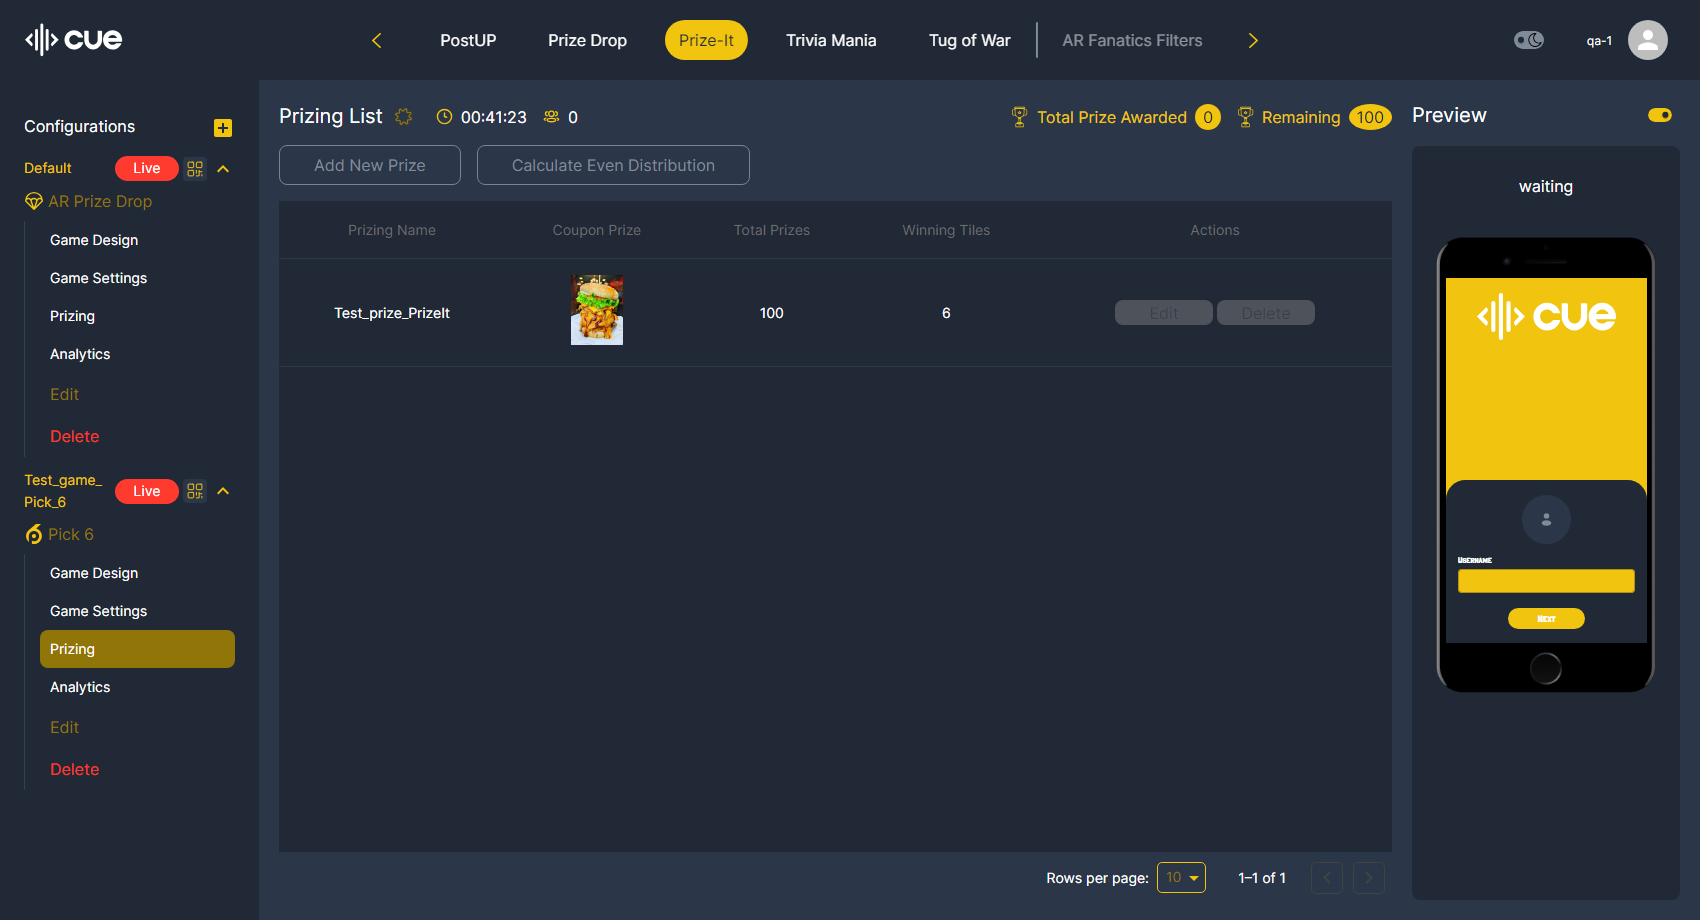 cue
PostUP
Prize Drop
Prize-It
Trivia Mania
Tug of War
AR Fanatics Filters
qa-1
Configurations
Default
Live
AR Prize Drop
Game Design
Game Settings
Prizing
Analytics
Edit
Delete
Test_game_
Pick_6
Live
Pick 6
Game Design
Game Settings
Prizing
Analytics
Edit
Delete
Prizing List
00:41:23
0
Total Prize Awarded 0
Remaining 100
Add New Prize
Calculate Even Distribution
Prizing Name
Coupon Prize
Total Prizes
Winning Tiles
Actions
Test_prize_PrizeIt
100
6
Edit
Delete
Rows per page: 10
1–1 of 1
Preview
waiting
cue
Username
Next